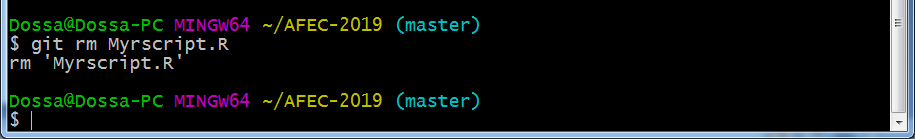 Dossa@Dossa-PC MINGW64 ~/AFEC-2019 (master)
$ git rm Myrscript.R
rm 'Myrscript.R'
Dossa@Dossa-PC MINGW64 ~/AFEC-2019 (master)
$